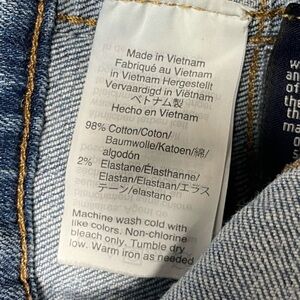 Made in Vietnam
Fabriqué au Vietnam
in Vietnam Hergestellt
Vervaardigd in Vietnam
ベトナム製
Hecho en Vietnam
98% Cotton/Coton/
Baumwolle/Katoen/綿/
algodón
2% Elastane/Élasthanne/
Elastan/Elastaan/エラス
テーン/elastano
Machine wash cold with
like colors. Non-chlorine
bleach only. Tumble dry
low. Warm iron as needed
of